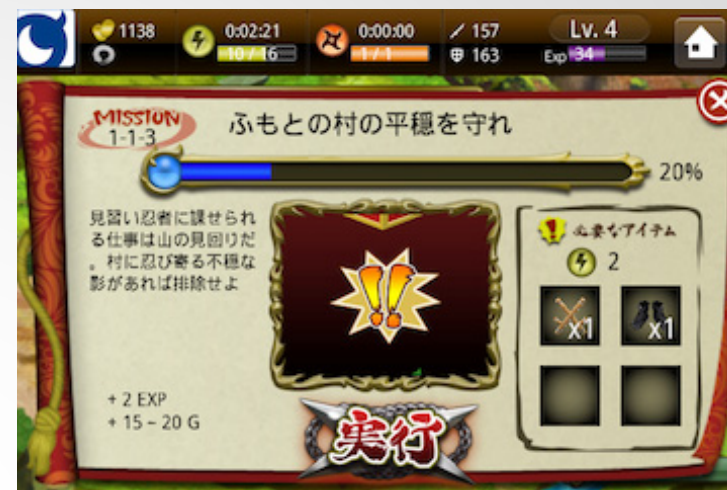 1138
0:02:21
10 / 16
0:00:00
1 / 1
157
163
Lv. 4
Exp 34
MISSION
1-1-3
ふもとの村の平穏を守れ
20%
見習い忍者に課せられ
る仕事は山の見回りだ
。村に忍び寄る不穏な
影があれば排除せよ
!!
必要なアイテム
2
x1
x1
+ 2 EXP
+ 15 ~ 20 G
実行